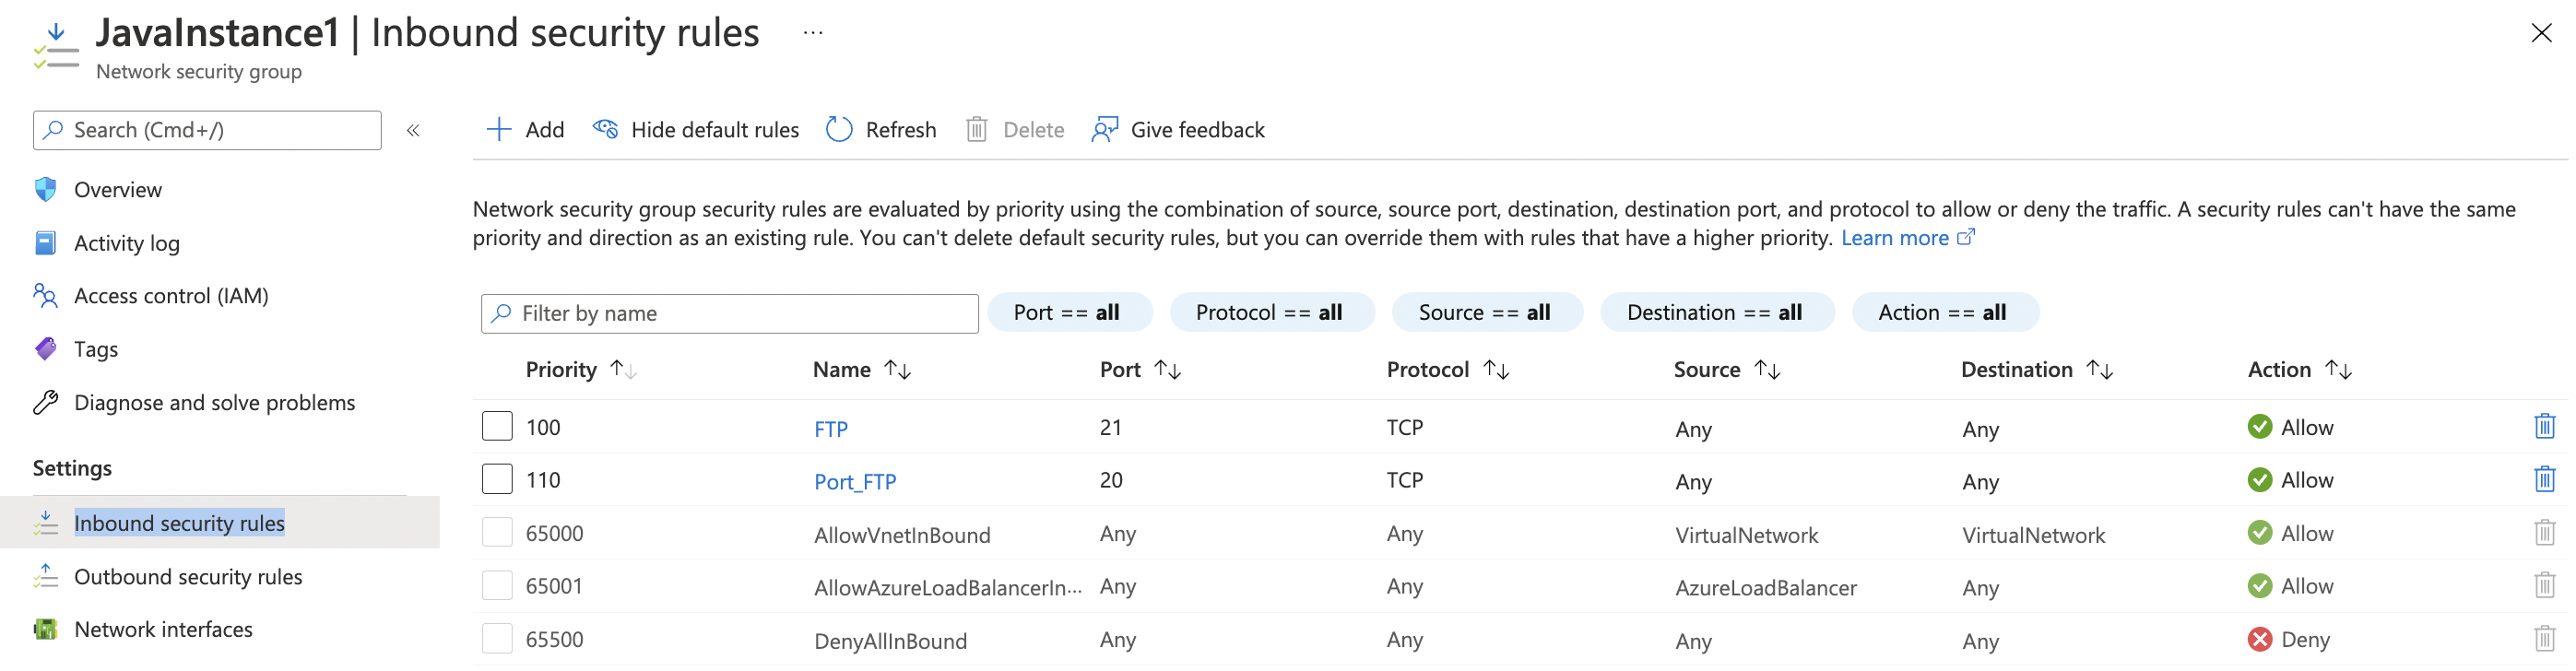 JavaInstance1 | Inbound security rules ...
Network security group
Search (Cmd+/) «
Add Hide default rules Refresh Delete Give feedback
Overview
Activity log
Access control (IAM)
Tags
Diagnose and solve problems
Settings
Inbound security rules
Outbound security rules
Network interfaces
Network security group security rules are evaluated by priority using the combination of source, source port, destination, destination port, and protocol to allow or deny the traffic. A security rules can't have the same
priority and direction as an existing rule. You can't delete default security rules, but you can override them with rules that have a higher priority. Learn more
Filter by name Port == all Protocol == all Source == all Destination == all Action == all
Priority Name Port Protocol Source Destination Action
100 FTP 21 TCP Any Any Allow
110 Port_FTP 20 TCP Any Any Allow
65000 AllowVnetInBound Any Any VirtualNetwork VirtualNetwork Allow
65001 AllowAzureLoadBalancerIn... Any Any AzureLoadBalancer Any Allow
65500 DenyAllInBound Any Any Any Any Deny